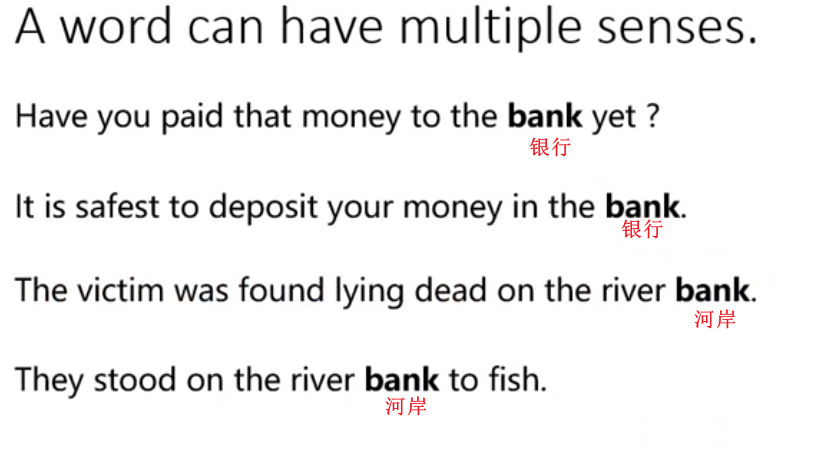 A word can have multiple senses.
Have you paid that money to the bank yet ?
银行
It is safest to deposit your money in the bank.
银行
The victim was found lying dead on the river bank.
河岸
They stood on the river bank to fish.
河岸